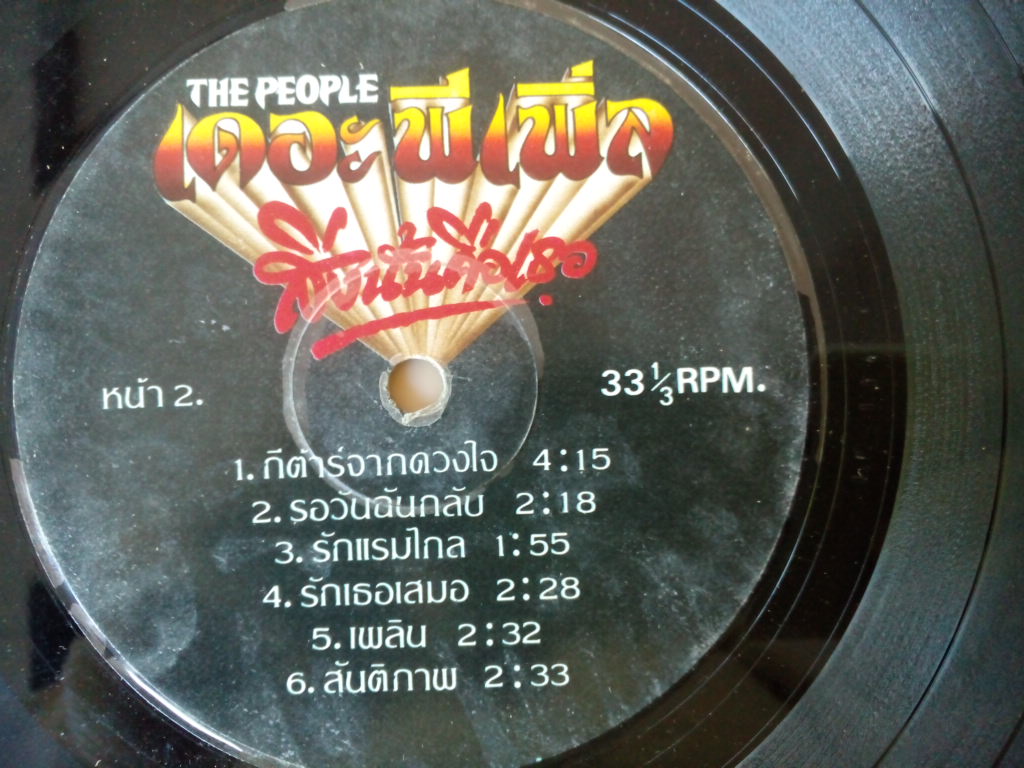 THE PEOPLE
เดอะพีเพิ่ล
สิ่งนั้นคือเธอ
หน้า 2.
33 1/3 RPM.
1. กีต้าร์จากดวงใจ 4:15
2. รอวันฉันกลับ 2:18
3. รักแรมไกล 1:55
4. รักเธอเสมอ 2:28
5. เพลิน 2:32
6. สันติภาพ 2:33